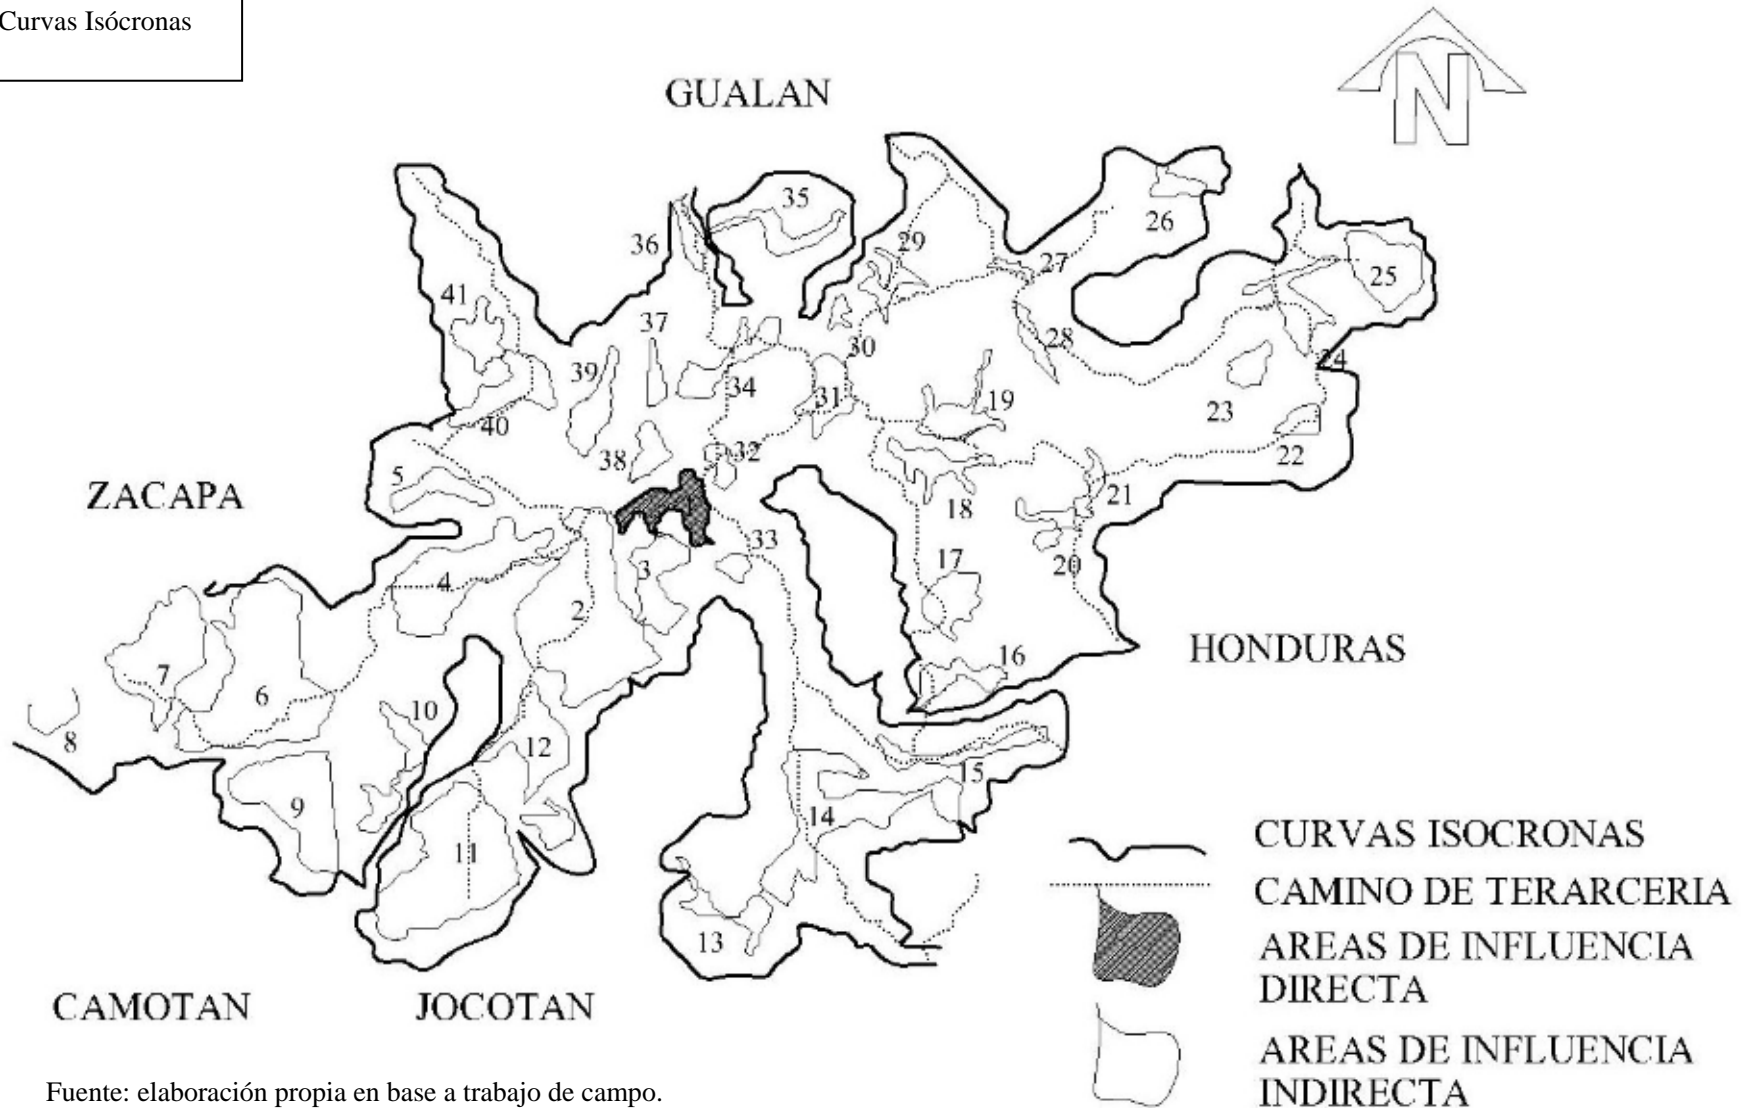 Curvas Isócronas
N
GUALAN
35
26
36
29
27
25
41
37
30
28
39
34
24
31
19
23
40
38
32
22
5
ZACAPA
21
18
33
17
4
3
20
2
HONDURAS
16
7
6
10
8
12
15
9
14
11
13
CURVAS ISOCRONAS
CAMINO DE TERARCERIA
AREAS DE INFLUENCIA
DIRECTA
CAMOTAN
JOCOTAN
AREAS DE INFLUENCIA
INDIRECTA
Fuente: elaboración propia en base a trabajo de campo.